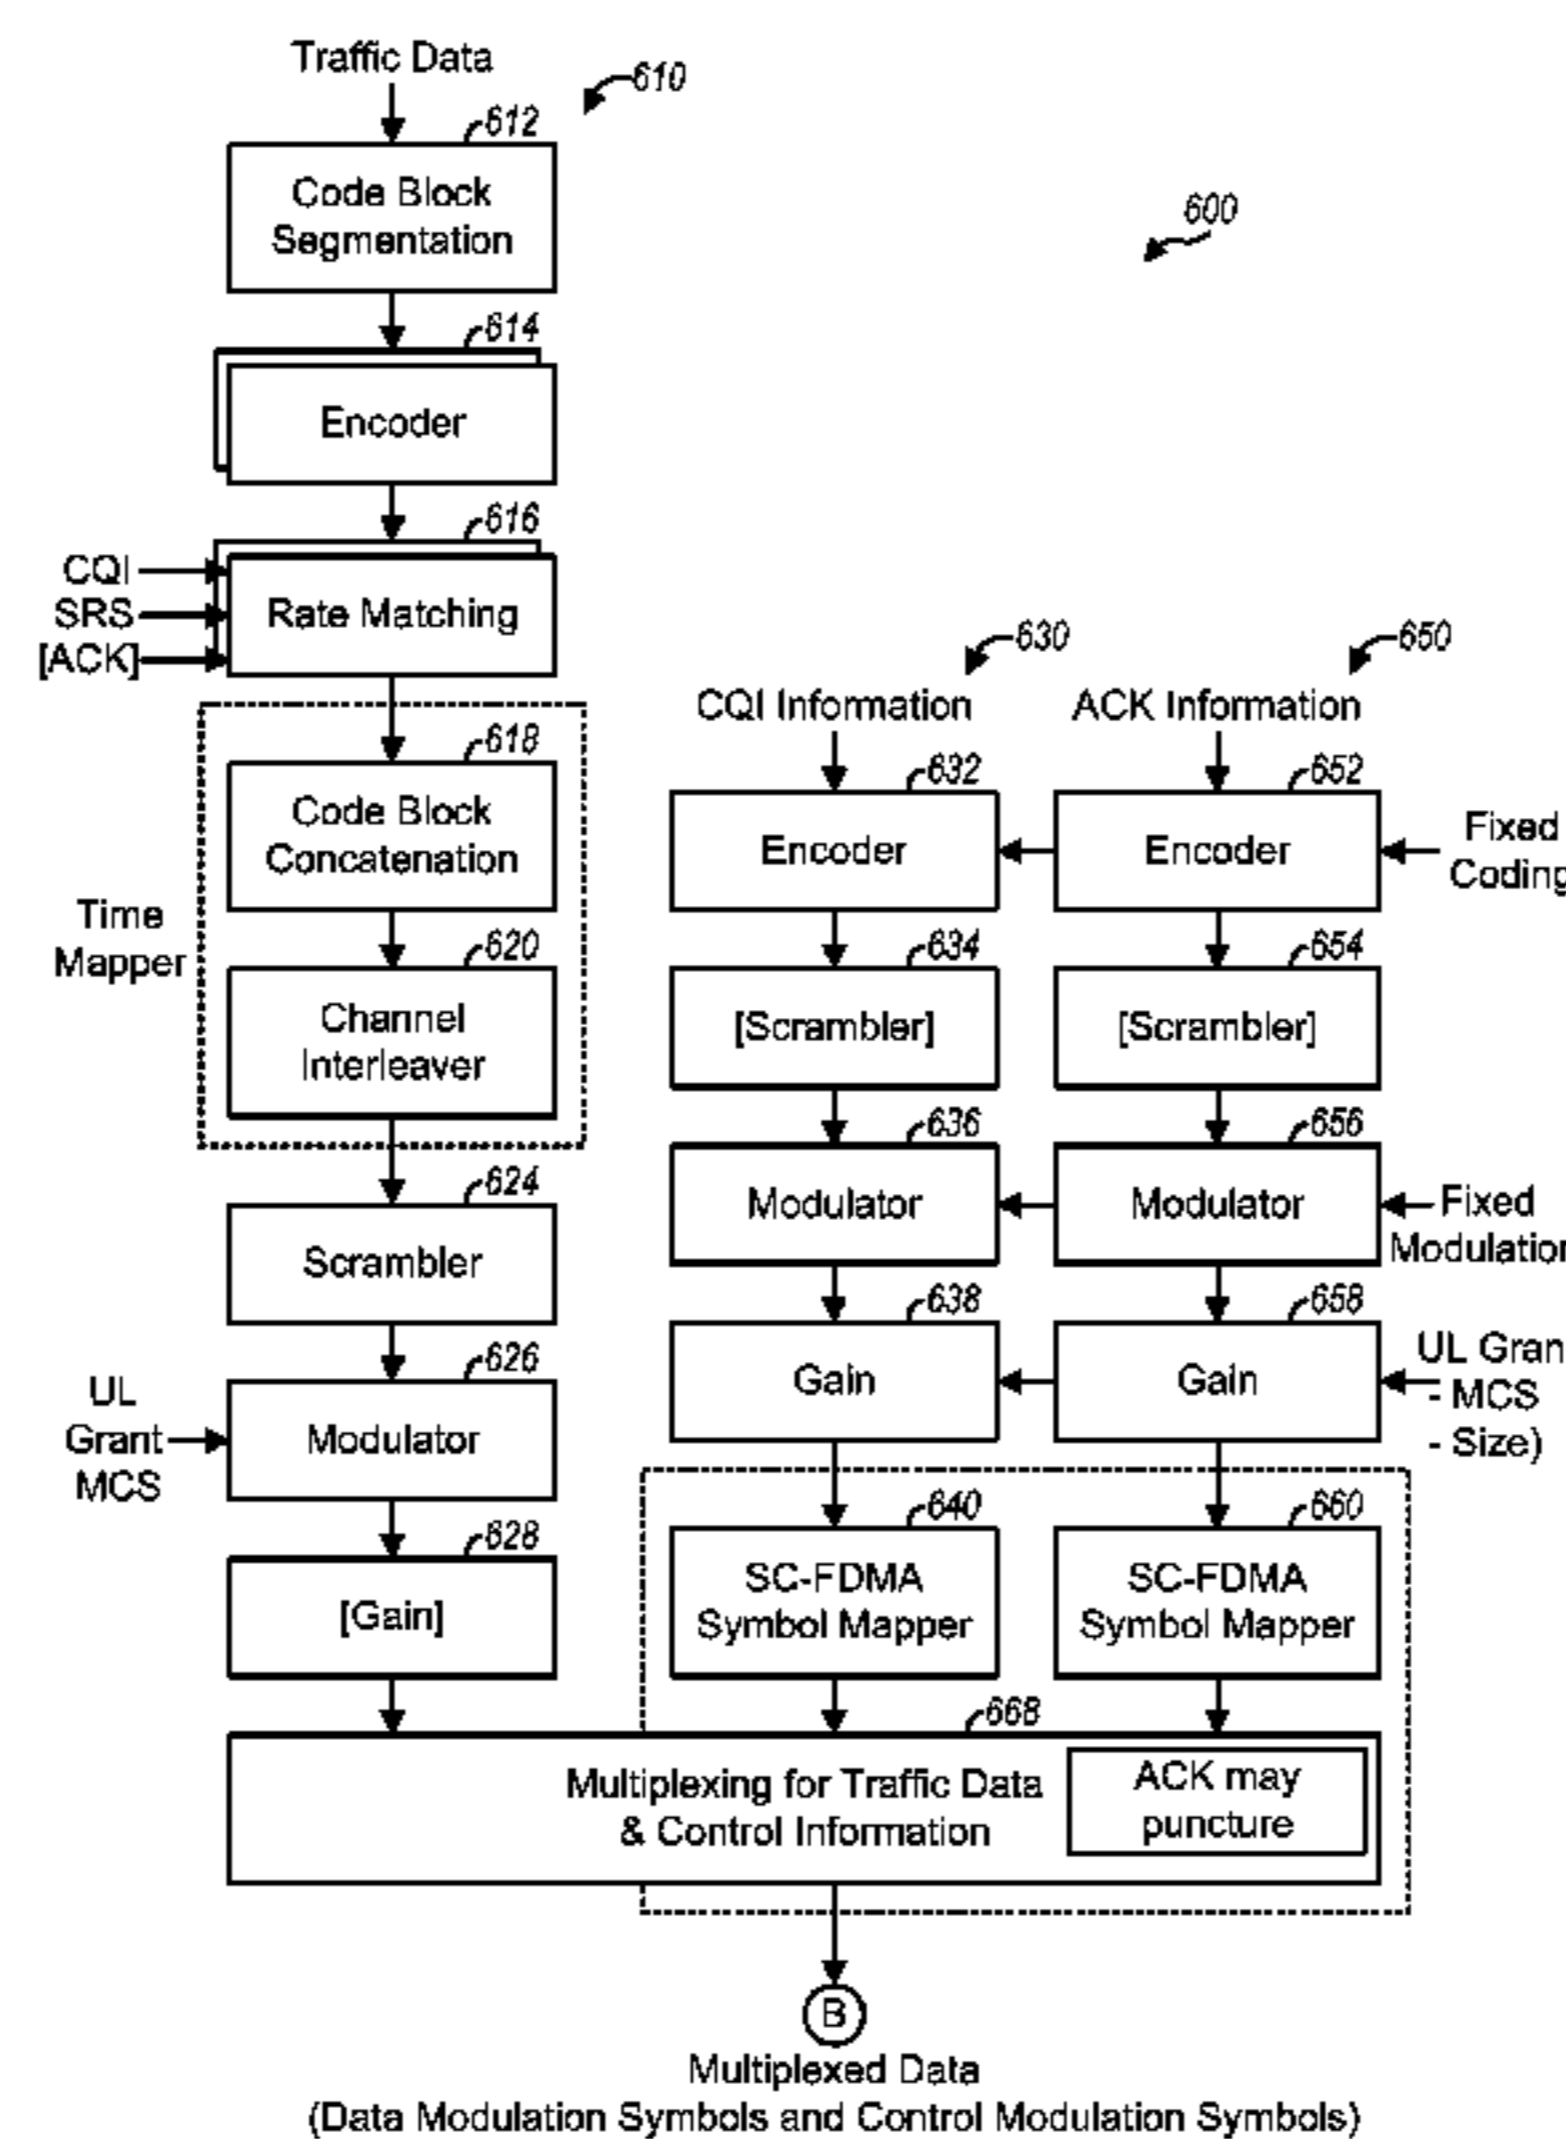 Traffic Data
610
612
Code Block
Segmentation
600
614
Encoder
616
CQI
SRS
[ACK]
Rate Matching
630
650
CQI Information
ACK Information
618
Code Block
Concatenation
Time
Mapper
620
Channel
Interleaver
632
Encoder
652
Encoder
Fixed
Coding
634
[Scrambler]
654
[Scrambler]
624
Scrambler
636
Modulator
656
Modulator
Fixed
Modulation
626
UL
Grant
MCS
Modulator
638
Gain
658
Gain
UL Gran
- MCS
- Size)
628
[Gain]
640
SC-FDMA
Symbol Mapper
660
SC-FDMA
Symbol Mapper
668
Multiplexing for Traffic Data
& Control Information
ACK may
puncture
B
Multiplexed Data
(Data Modulation Symbols and Control Modulation Symbols)